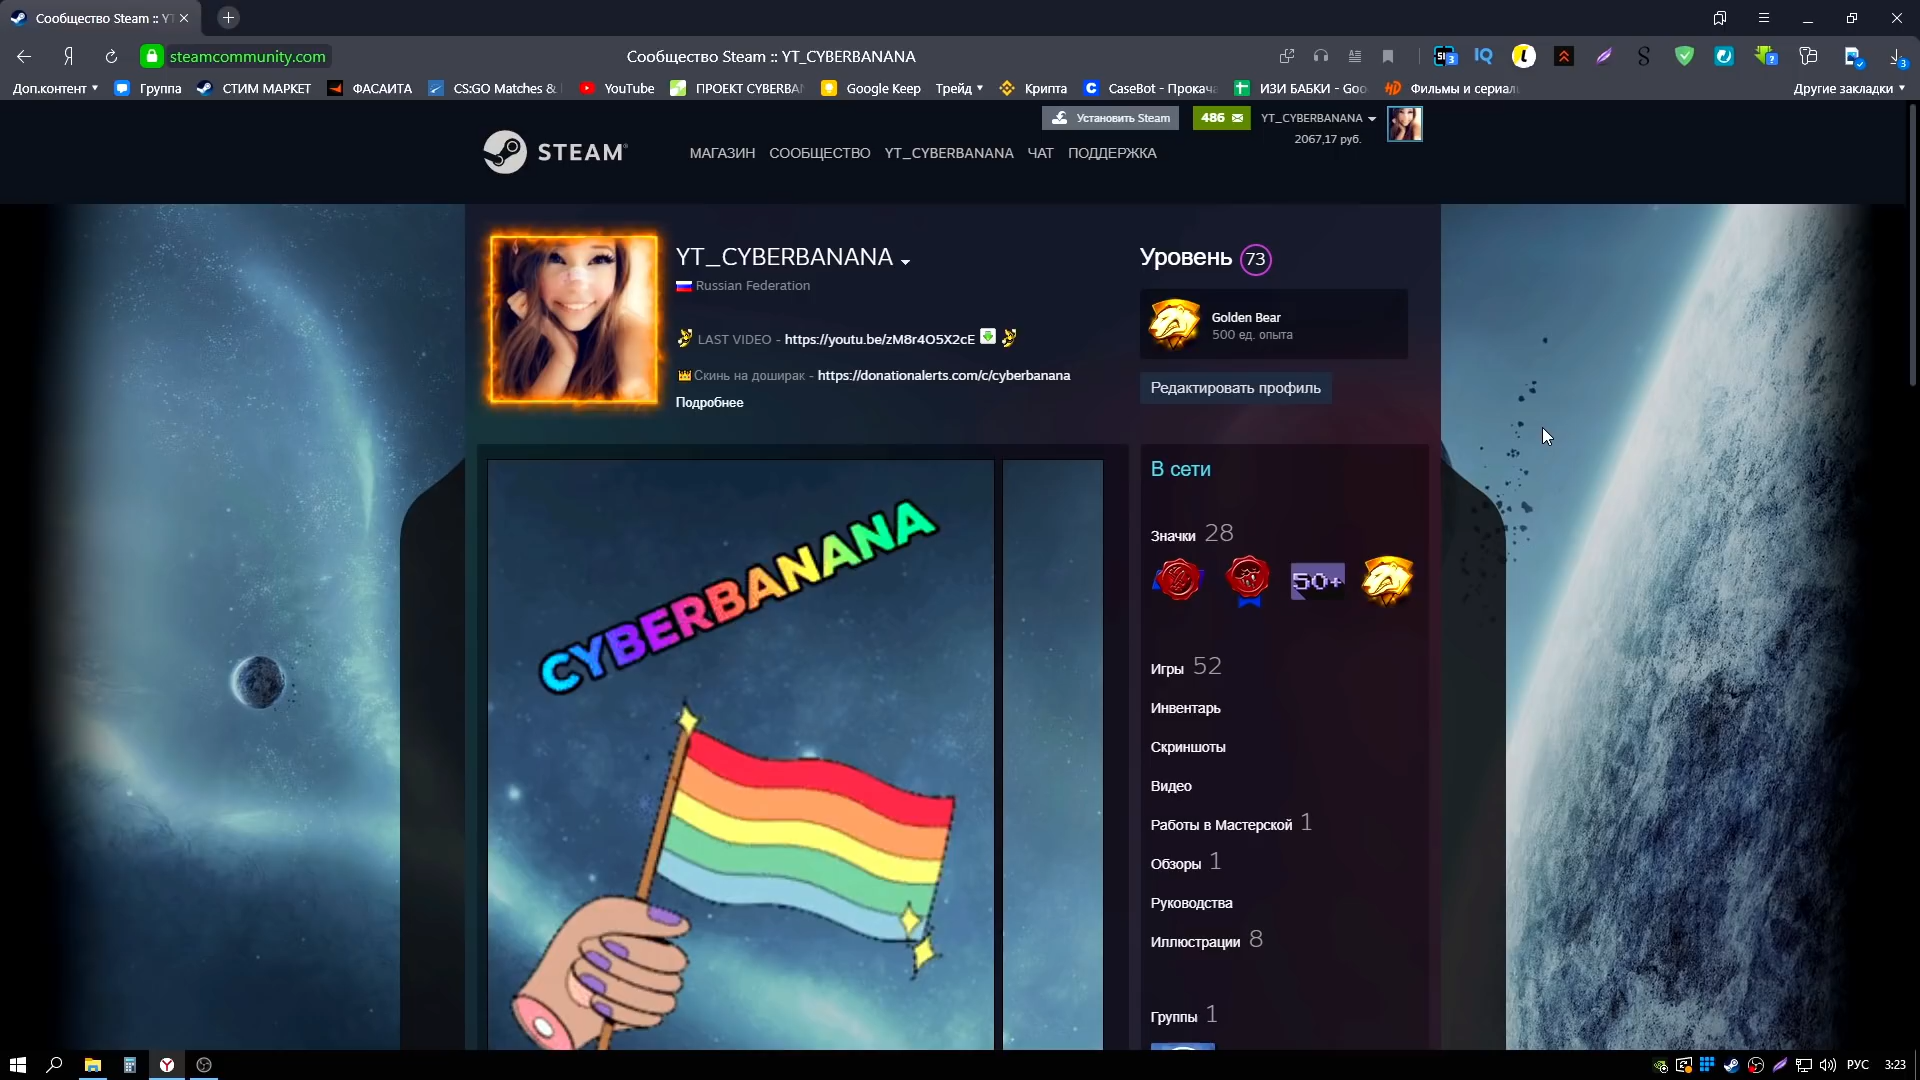 Сообщество Steam :: YT
steamcommunity.com
Сообщество Steam :: YT_CYBERBANANA
Доп.контент
Группа
СТИМ МАРКЕТ
ФАСАИТА
CS:GO Matches &
YouTube
ПРОЕКТ CYBERBAN
Google Keep
Трейд
Крипта
CaseBot - Прокача
ИЗИ БАБКИ - Goo
Фильмы и сериал
Другие закладки
Установить Steam
486
YT_CYBERBANANA
2067,17 руб.
STEAM
МАГАЗИН
СООБЩЕСТВО
YT_CYBERBANANA
ЧАТ
ПОДДЕРЖКА
YT_CYBERBANANA
Russian Federation
LAST VIDEO - https://youtu.be/zM8r4O5X2cE
Скинь на доширак - https://donationalerts.com/c/cyberbanana
Подробнее
Уровень 73
Golden Bear
500 ед. опыта
Редактировать профиль
CYBERBANANA
В сети
Значки 28
50+
Игры 52
Инвентарь
Скриншоты
Видео
Работы в Мастерской 1
Обзоры 1
Руководства
Иллюстрации 8
Группы 1
РУС
3:23